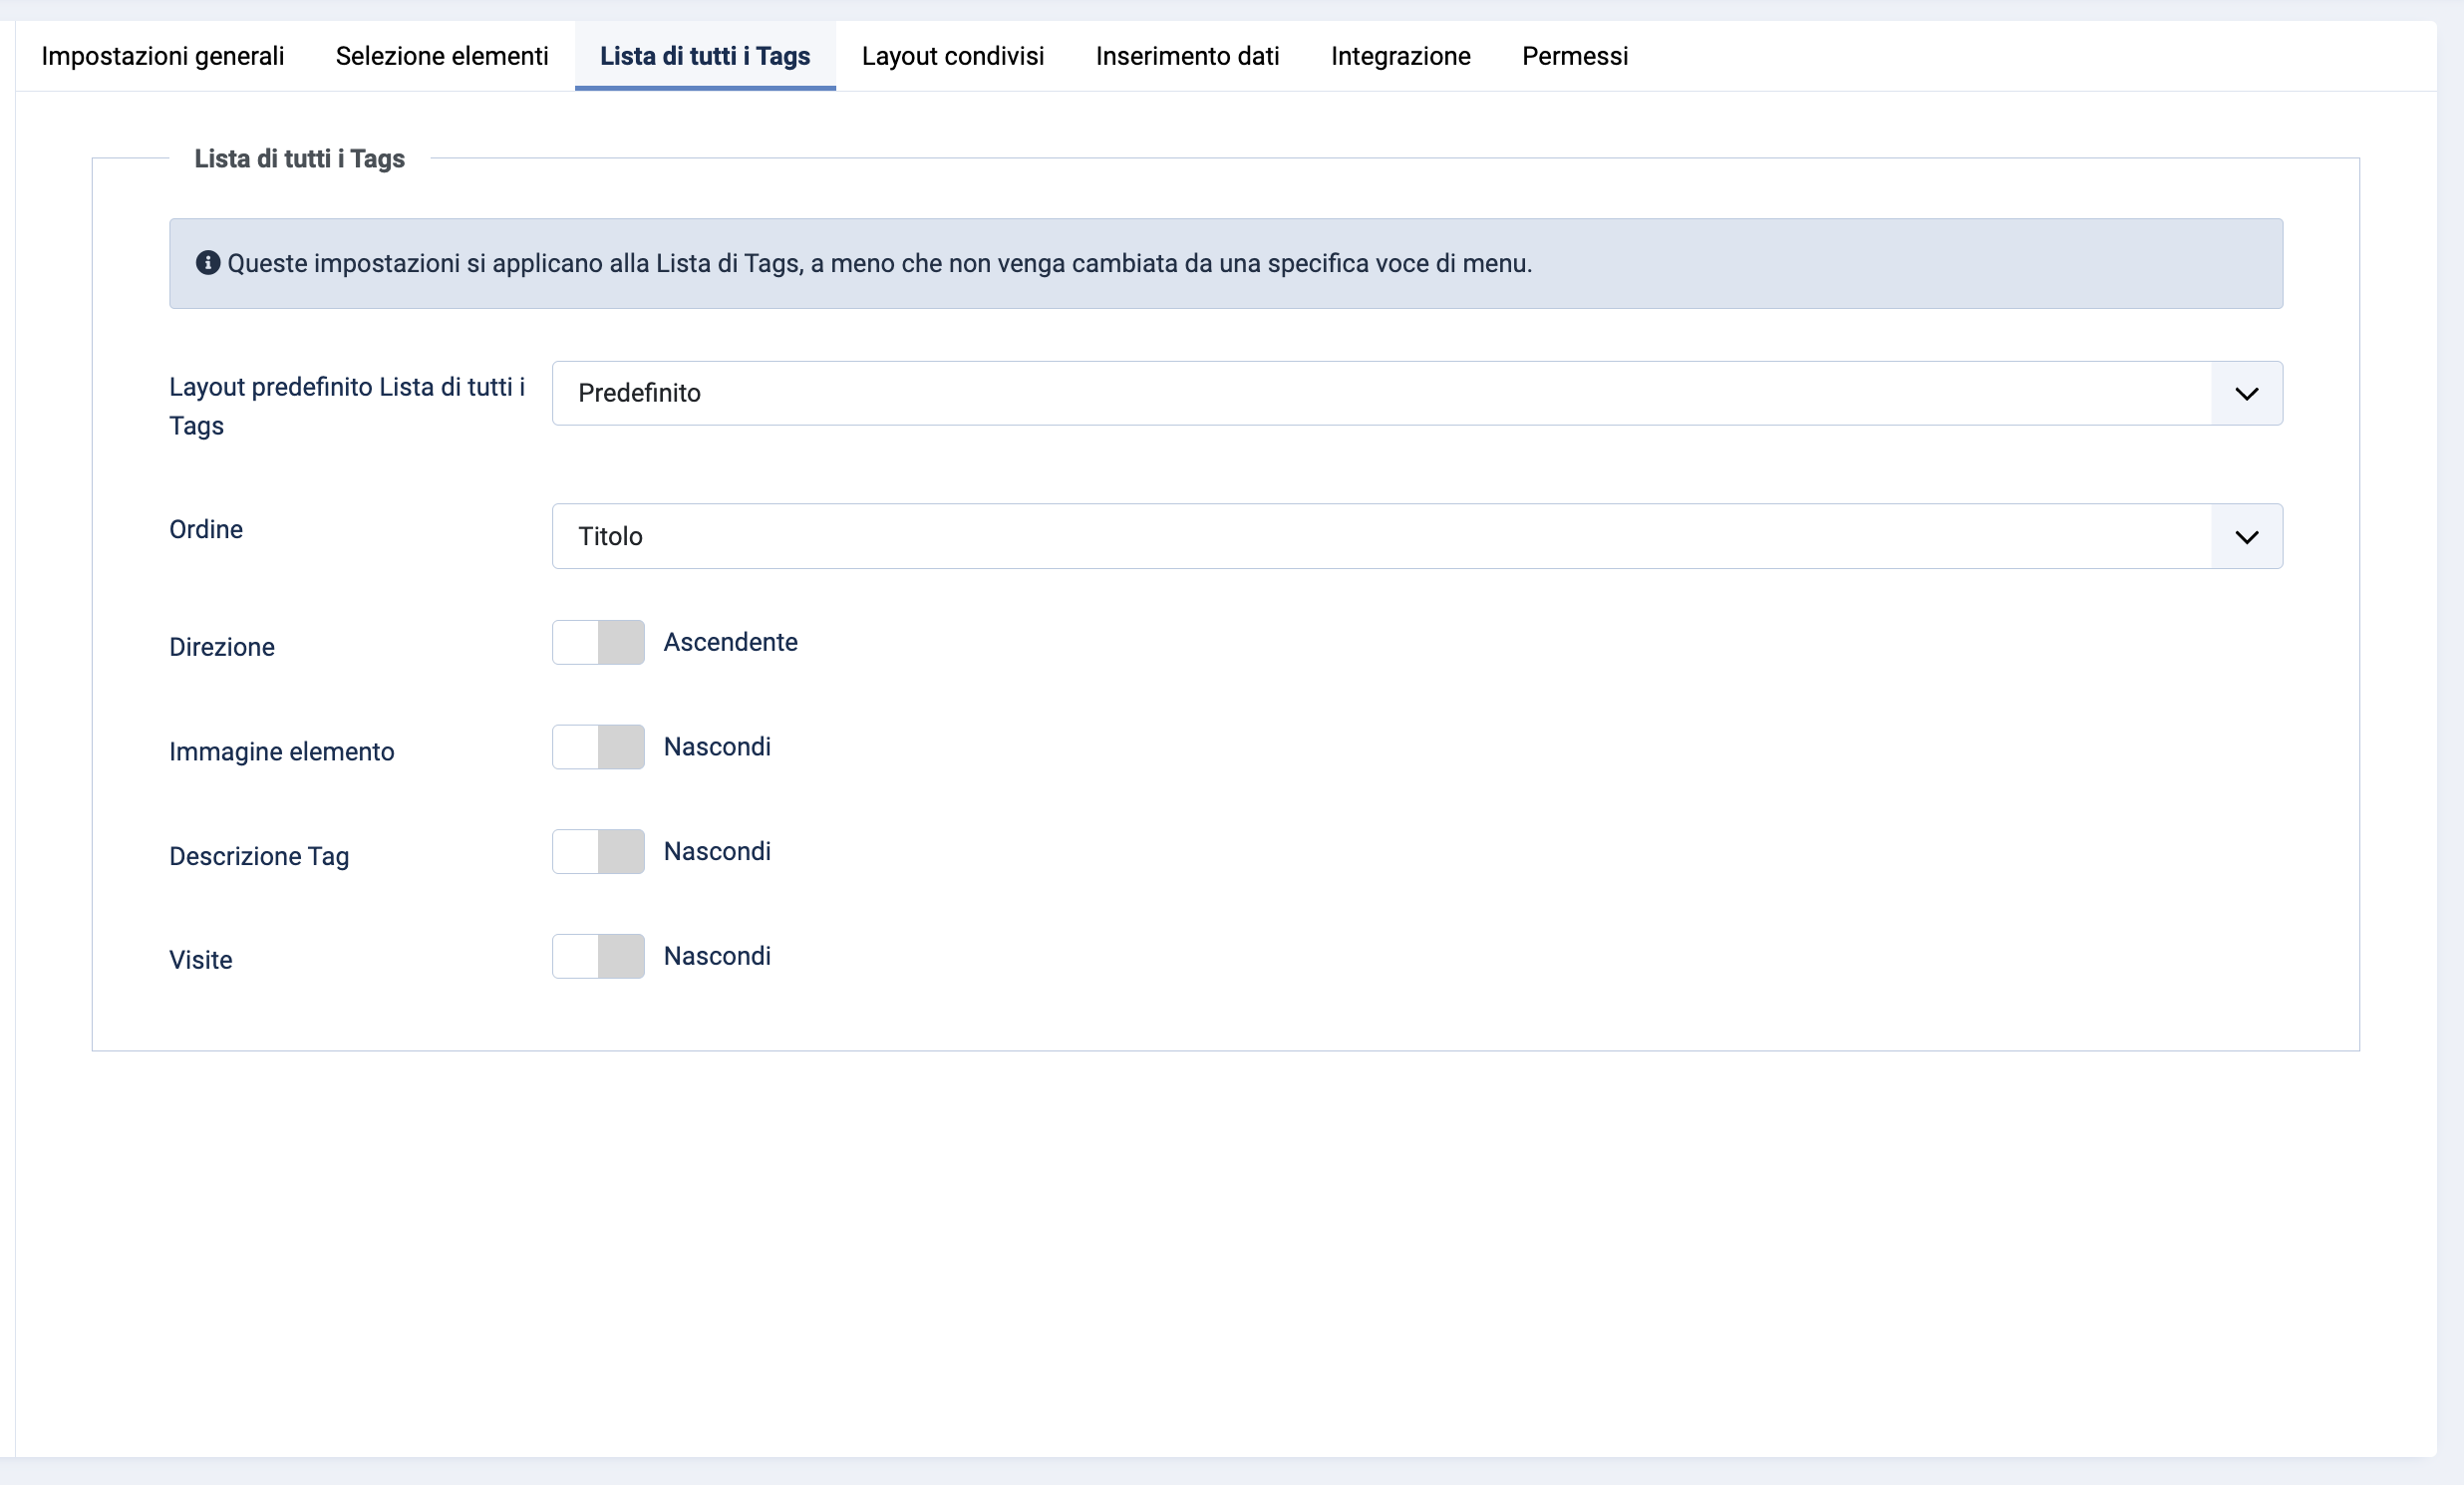 Impostazioni generali Selezione elementi Lista di tutti i Tags Layout condivisi Inserimento dati Integrazione Permessi
Lista di tutti i Tags
Queste impostazioni si applicano alla Lista di Tags, a meno che non venga cambiata da una specifica voce di menu.
Layout predefinito Lista di tutti i
Tags
Predefinito
Ordine
Titolo
Direzione
Ascendente
Immagine elemento
Nascondi
Descrizione Tag
Nascondi
Visite
Nascondi